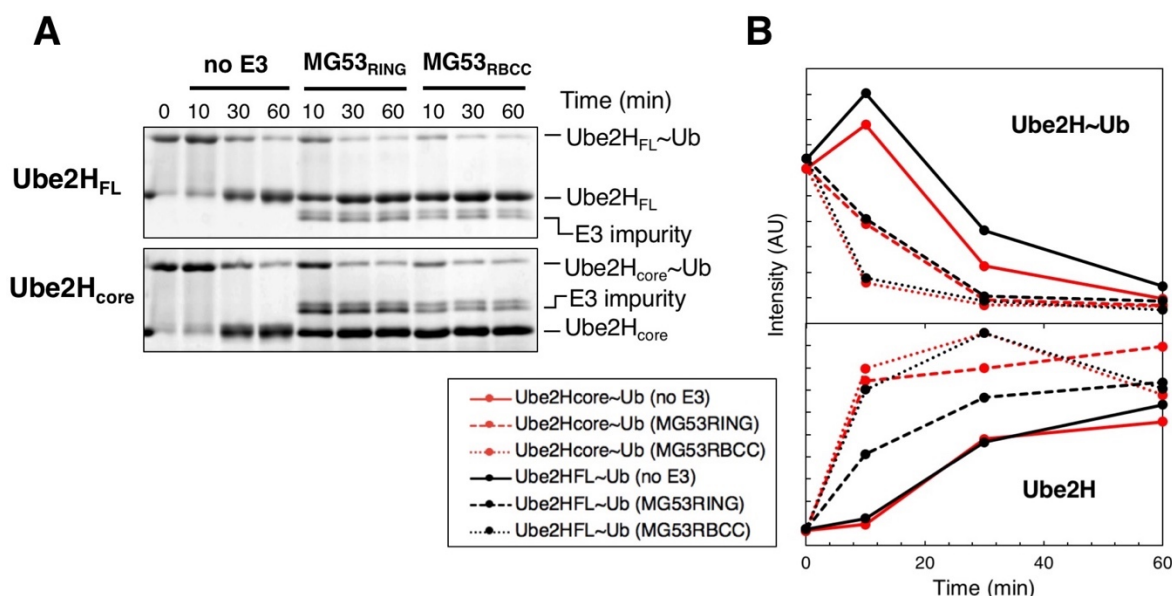 A
no E3 MG53RING MG53RBCC
0 10 30 60 10 30 60 10 30 60 Time (min)
Ube2HFL
Ube2HFL~Ub
Ube2HFL
E3 impurity
Ube2Hcore
Ube2Hcore~Ub
E3 impurity
Ube2Hcore
Ube2Hcore~Ub (no E3)
Ube2Hcore~Ub (MG53RING)
Ube2Hcore~Ub (MG53RBCC)
Ube2HFL~Ub (no E3)
Ube2HFL~Ub (MG53RING)
Ube2HFL~Ub (MG53RBCC)
B
Ube2H~Ub
Intensity (AU)
Ube2H
0 20 40 60
Time (min)